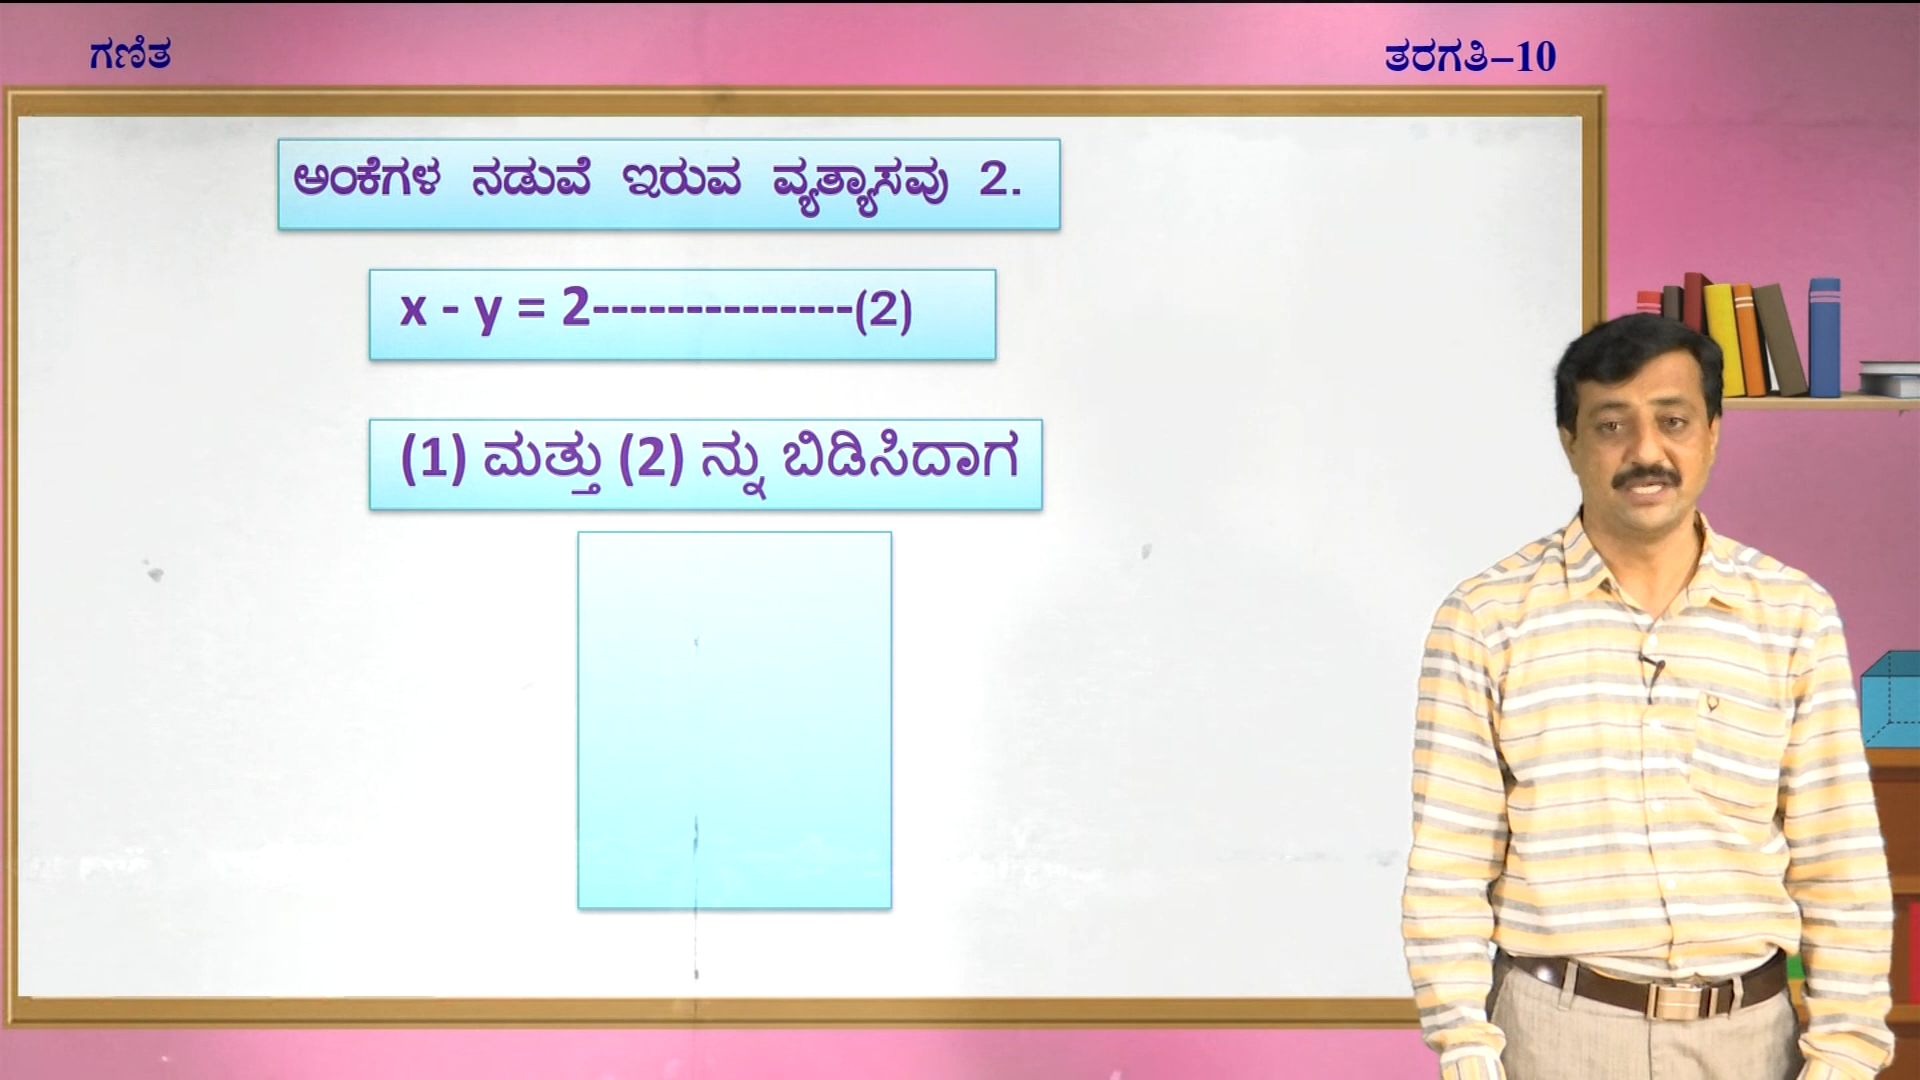 ಗಣಿತ
ತರಗತಿ–10
ಅಂಕೆಗಳ ನಡುವೆ ಇರುವ ವ್ಯತ್ಯಾಸವು 2.
x - y = 2--------------(2)
(1) ಮತ್ತು (2) ನ್ನು ಬಿಡಿಸಿದಾಗ